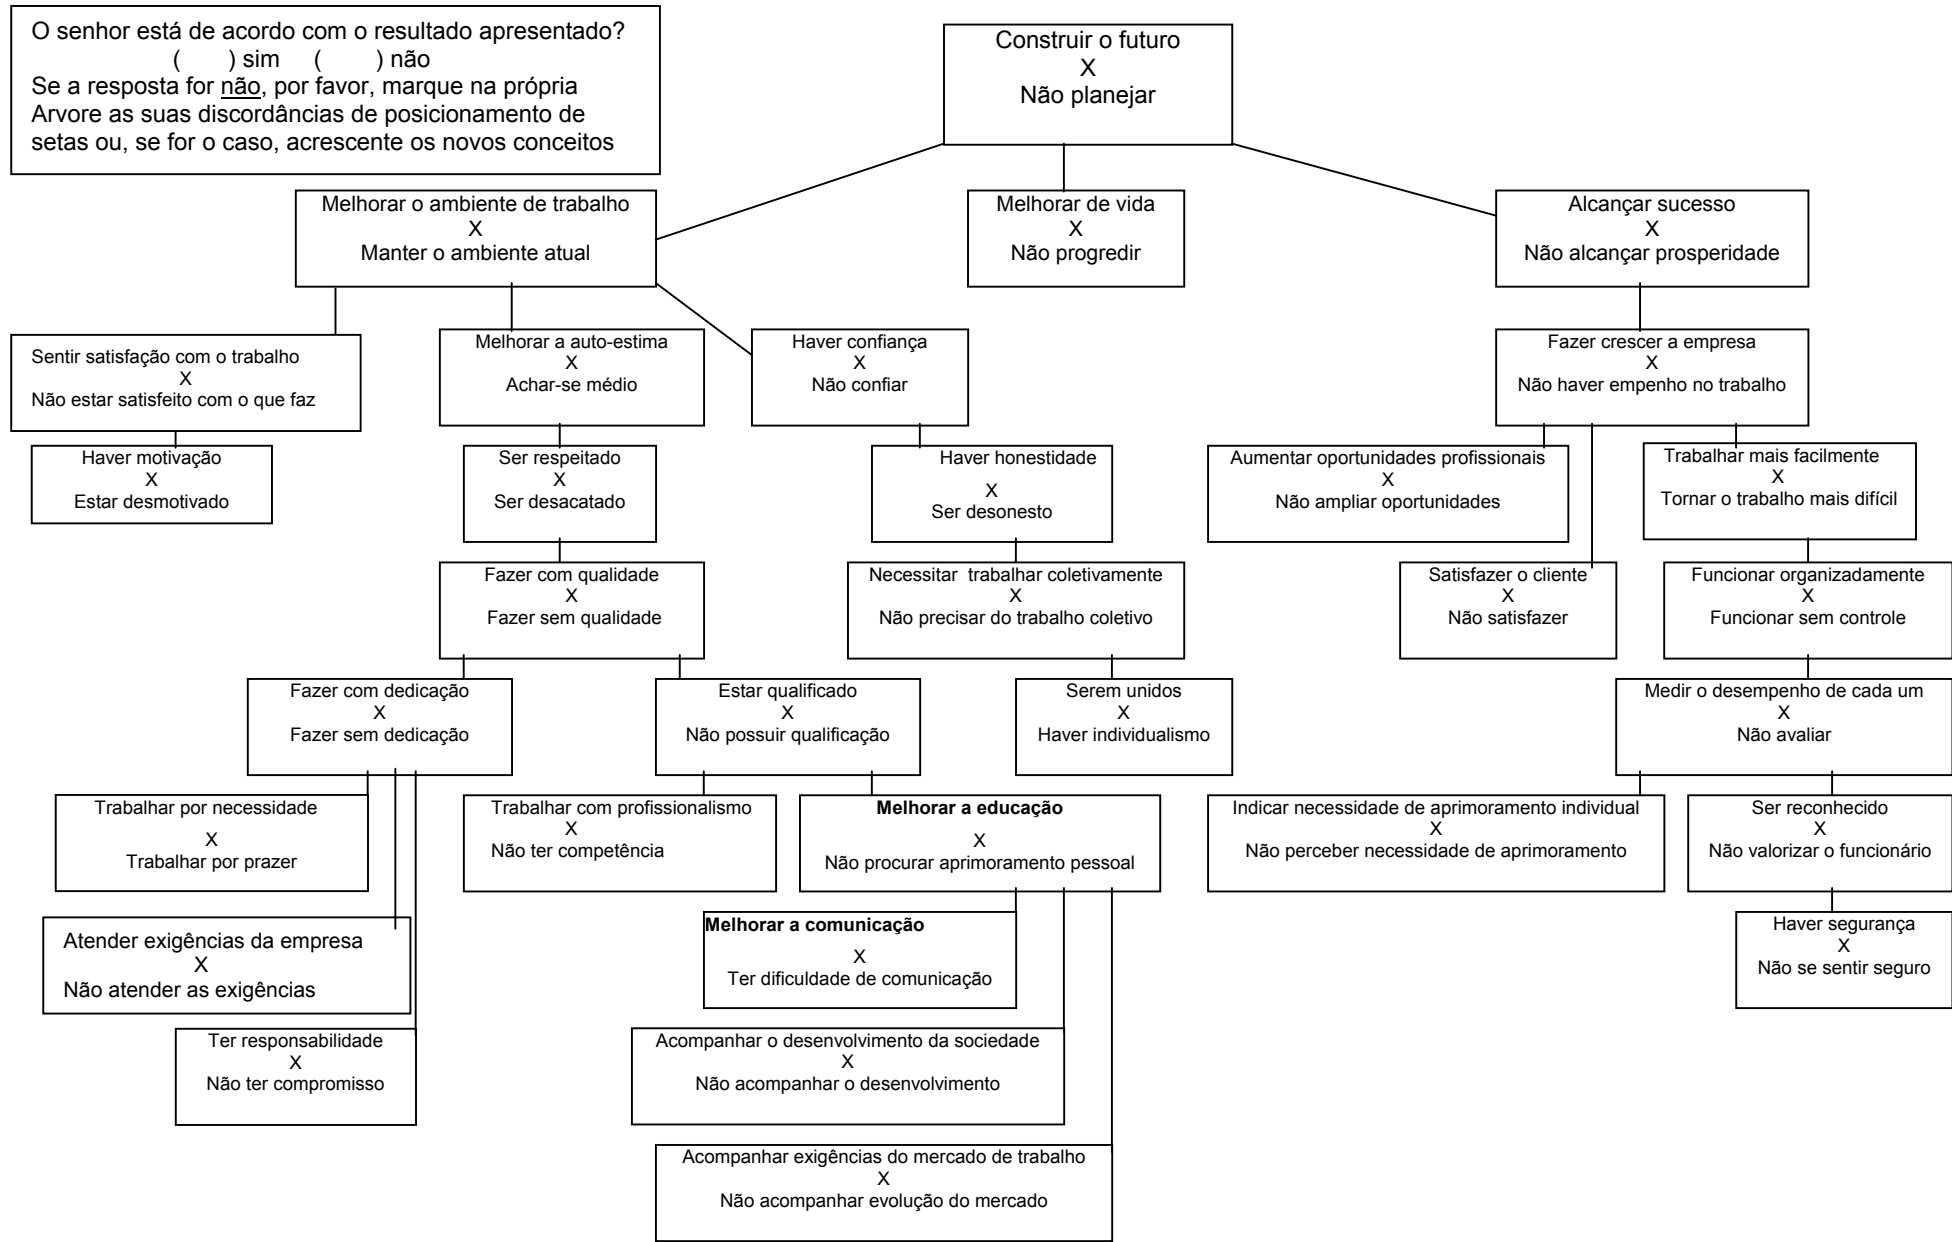 O senhor está de acordo com o resultado apresentado?
( ) sim ( ) não
Se a resposta for não, por favor, marque na própria
Arvore as suas discordâncias de posicionamento de
setas ou, se for o caso, acrescente os novos conceitos
Construir o futuro
X
Não planejar
Melhorar o ambiente de trabalho
X
Manter o ambiente atual
Melhorar de vida
X
Não progredir
Alcançar sucesso
X
Não alcançar prosperidade
Sentir satisfação com o trabalho
X
Não estar satisfeito com o que faz
Melhorar a auto-estima
X
Achar-se médio
Haver confiança
X
Não confiar
Fazer crescer a empresa
X
Não haver empenho no trabalho
Haver motivação
X
Estar desmotivado
Ser respeitado
X
Ser desacatado
Haver honestidade
X
Ser desonesto
Aumentar oportunidades profissionais
X
Não ampliar oportunidades
Trabalhar mais facilmente
X
Tornar o trabalho mais difícil
Fazer com qualidade
X
Fazer sem qualidade
Necessitar trabalhar coletivamente
X
Não precisar do trabalho coletivo
Satisfazer o cliente
X
Não satisfazer
Funcionar organizadamente
X
Funcionar sem controle
Fazer com dedicação
X
Fazer sem dedicação
Estar qualificado
X
Não possuir qualificação
Serem unidos
X
Haver individualismo
Medir o desempenho de cada um
X
Não avaliar
Trabalhar por necessidade
X
Trabalhar por prazer
Trabalhar com profissionalismo
X
Não ter competência
Melhorar a educação
X
Não procurar aprimoramento pessoal
Indicar necessidade de aprimoramento individual
X
Não perceber necessidade de aprimoramento
Ser reconhecido
X
Não valorizar o funcionário
Atender exigências da empresa
X
Não atender as exigências
Melhorar a comunicação
X
Ter dificuldade de comunicação
Haver segurança
X
Não se sentir seguro
Ter responsabilidade
X
Não ter compromisso
Acompanhar o desenvolvimento da sociedade
X
Não acompanhar o desenvolvimento
Acompanhar exigências do mercado de trabalho
X
Não acompanhar evolução do mercado